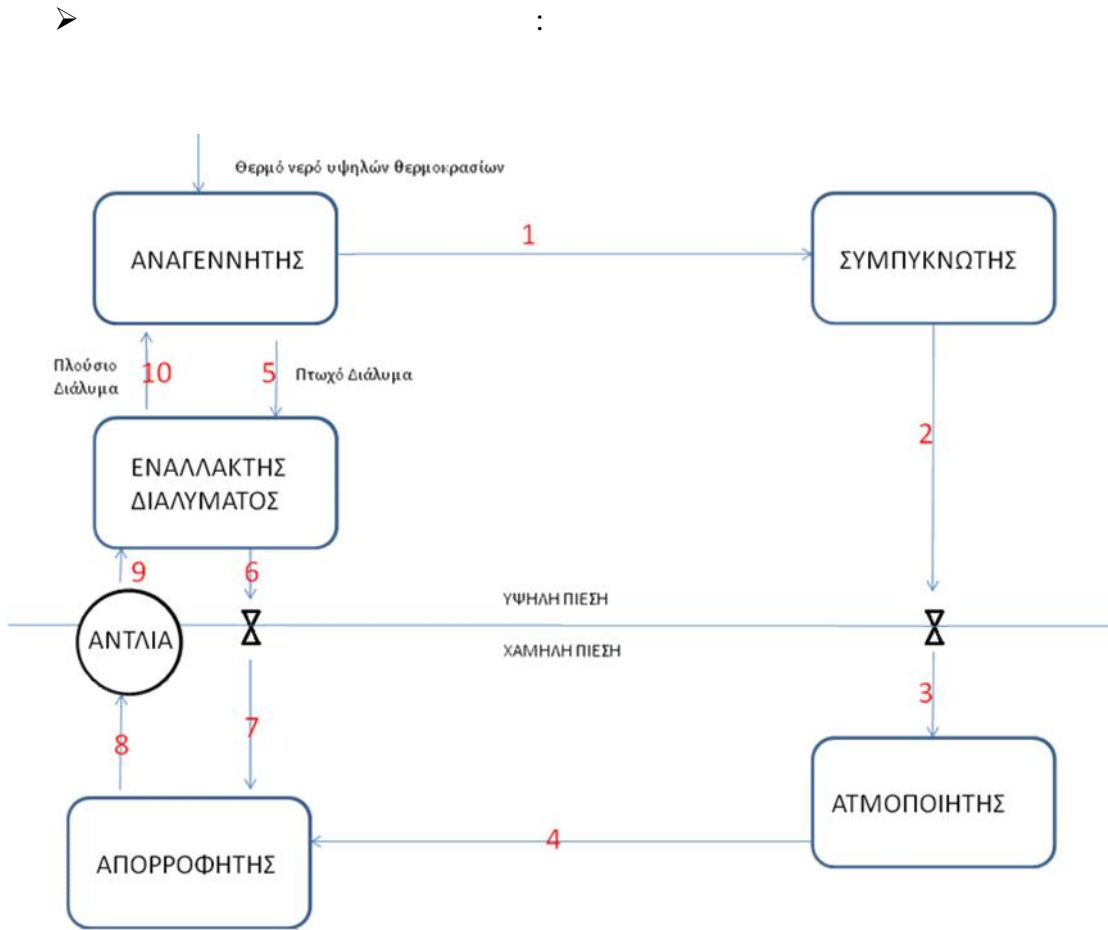 ➤ :
Θερμό νερό υψηλών θερμοκρασίων
ΑΝΑΓΕΝΝΗΤΗΣ
1
ΣΥΜΠΥΚΝΩΤΗΣ
Πλούσιο
Διάλυμα
10
5
Πτωχό Διάλυμα
2
ΕΝΑΛΛΑΚΤΗΣ
ΔΙΑΛΥΜΑΤΟΣ
9
6
ΥΨΗΛΗ ΠΙΕΣΗ
ΑΝΤΛΙΑ
ΧΑΜΗΛΗ ΠΙΕΣΗ
3
8
7
ΑΤΜΟΠΟΙΗΤΗΣ
4
ΑΠΟΡΡΟΦΗΤΗΣ